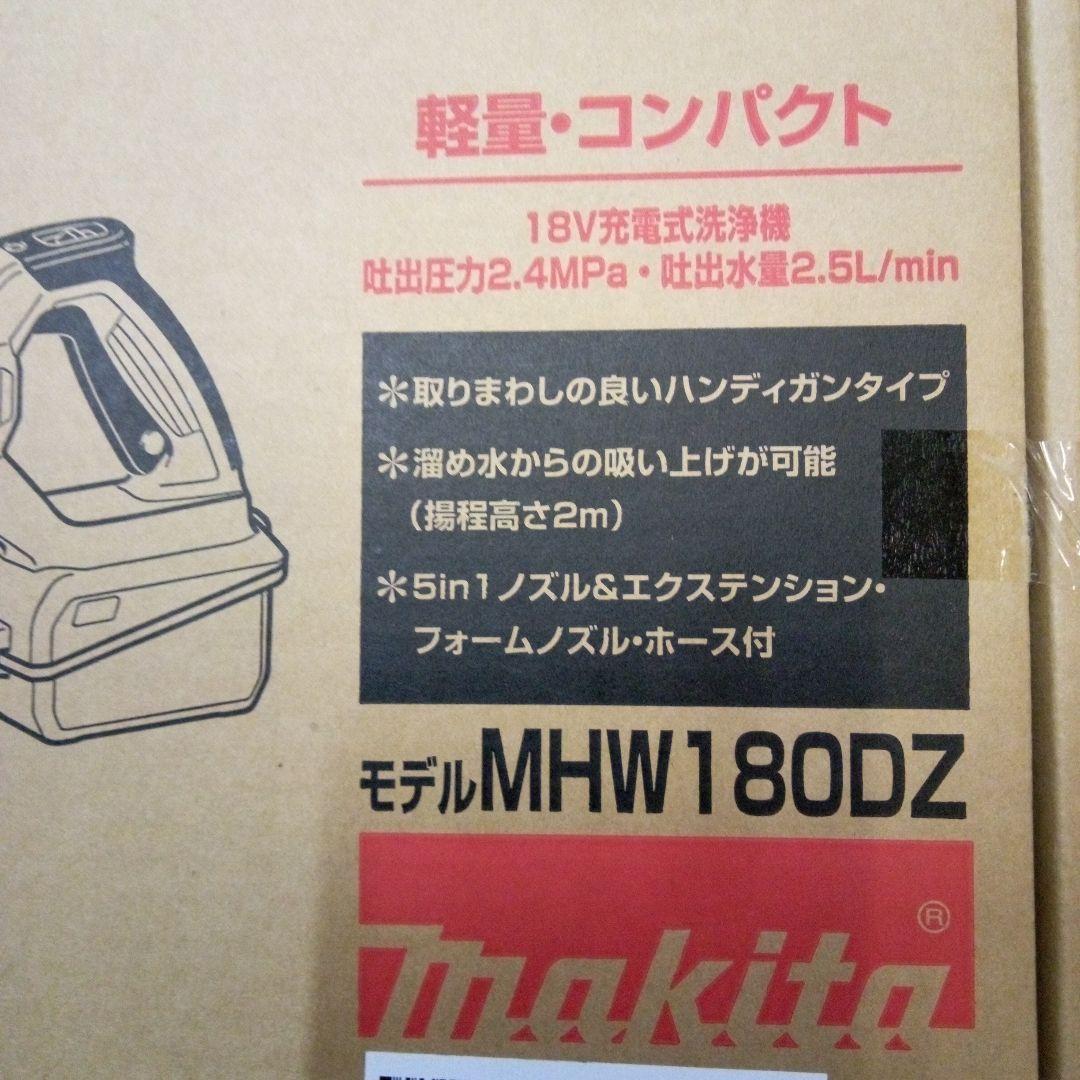 軽量・コンパクト
18V充電式洗浄機
吐出圧力2.4MPa・吐出水量2.5L/min
＊取りまわしの良いハンディガンタイプ
＊溜め水からの吸い上げが可能
（揚程高さ2m）
＊5in1ノズル&エクステンション・
フォームノズル・ホース付
モデルMHW180DZ
makita®